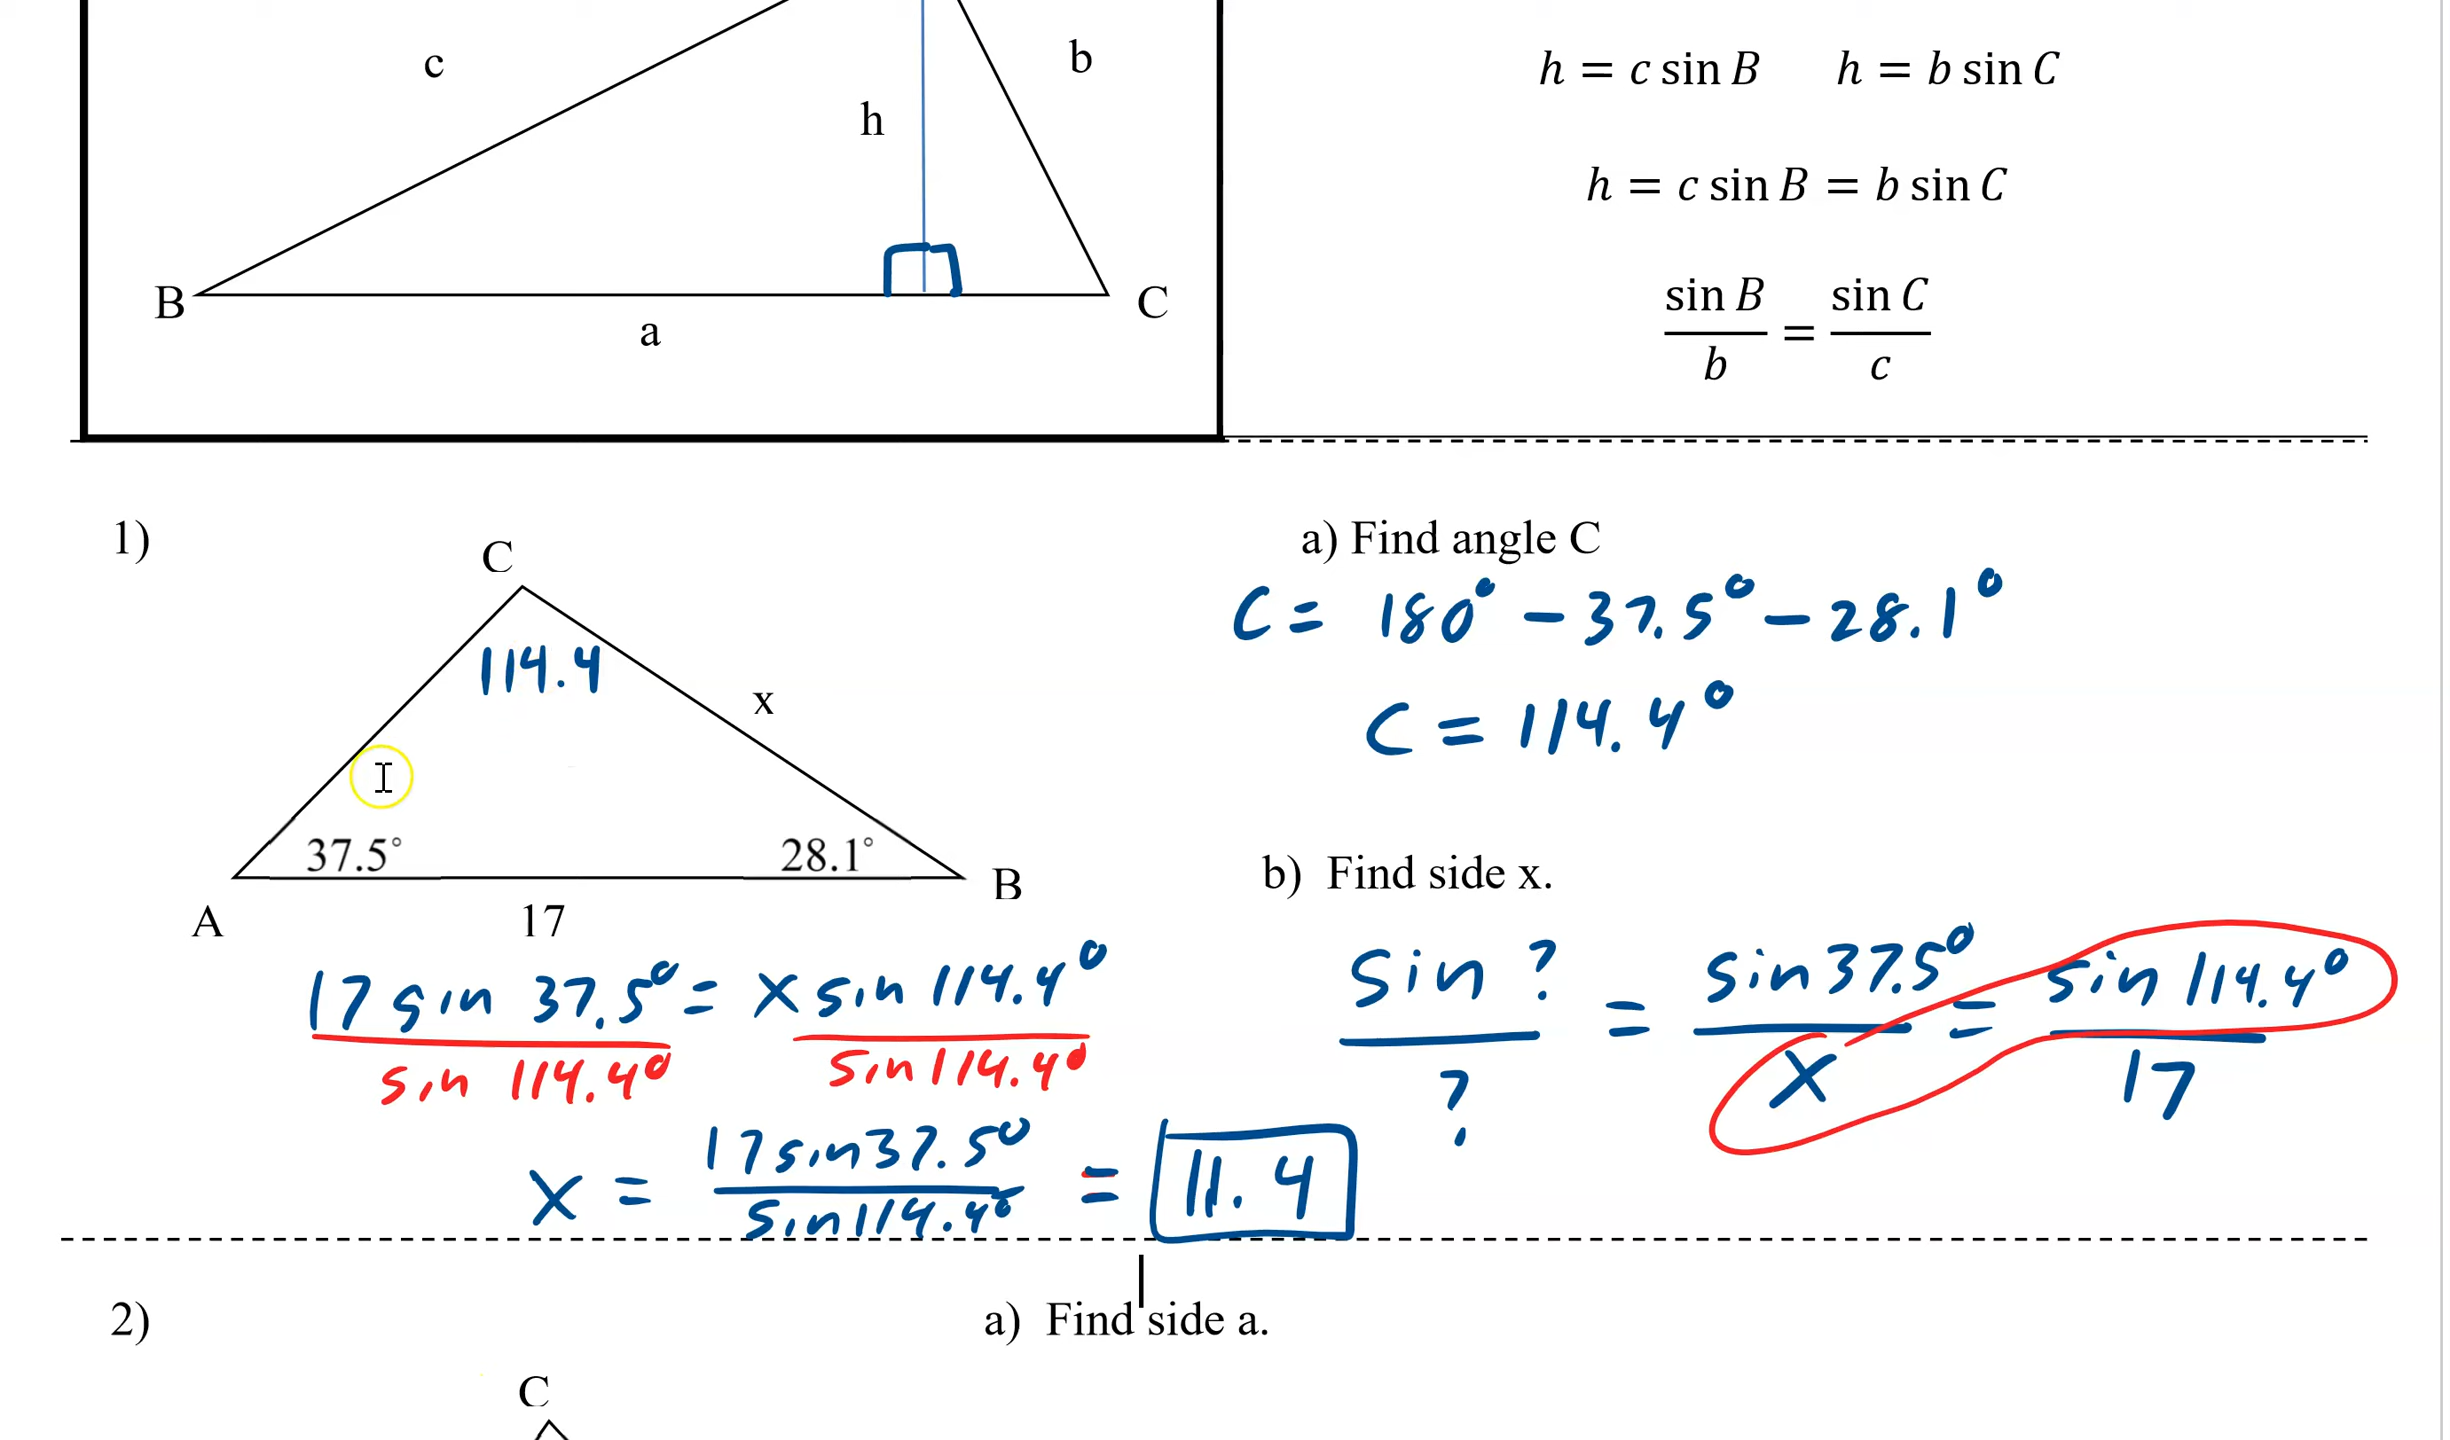 c
b
h
B
C
a
h = c sin B    h = b sin C
h = c sin B = b sin C
sin B / b = sin C / c
1)
C
114.4
x
37.5°
28.1°
A
17
B
a) Find angle C
C = 180° − 37.5° − 28.1°
C = 114.4°
b) Find side x.
sin ? / ? = sin 37.5° / x = sin 114.4° / 17
17 sin 37.5° = x sin 114.4°
sin 114.4°    sin 114.4°
x = 17 sin 37.5° / sin 114.4° = 11.4
2)
a) Find side a.
C